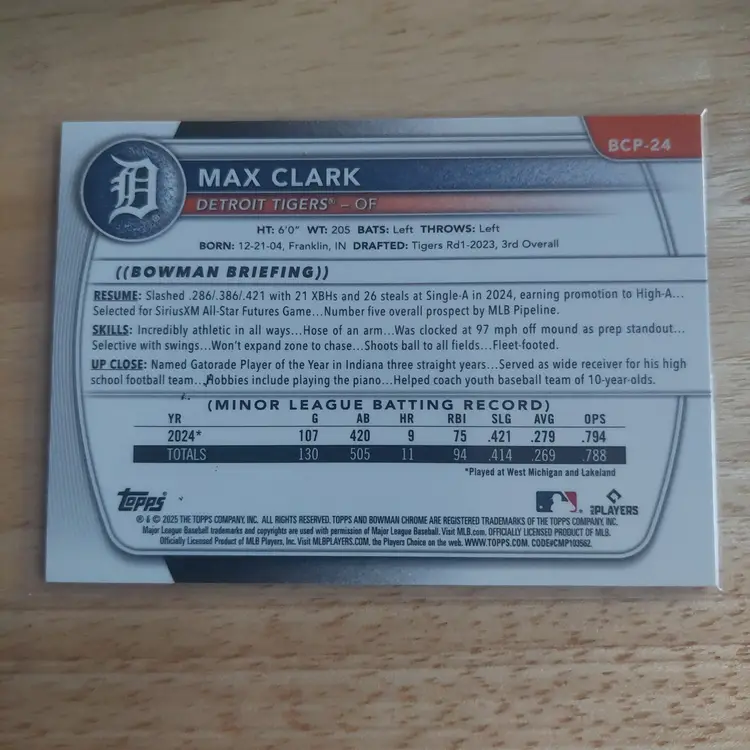 BCP-24
MAX CLARK
DETROIT TIGERS® – OF
HT: 6'0" WT: 205 BATS: Left THROWS: Left
BORN: 12-21-04, Franklin, IN DRAFTED: Tigers Rd1-2023, 3rd Overall
((BOWMAN BRIEFING))
RESUME: Slashed .286/.386/.421 with 21 XBHs and 26 steals at Single-A in 2024, earning promotion to High-A...
Selected for SiriusXM All-Star Futures Game...Number five overall prospect by MLB Pipeline.
SKILLS: Incredibly athletic in all ways...Hose of an arm...Was clocked at 97 mph off mound as prep standout...
Selective with swings...Won't expand zone to chase...Shoots ball to all fields...Fleet-footed.
UP CLOSE: Named Gatorade Player of the Year in Indiana three straight years...Served as wide receiver for his high
school football team...Hobbies include playing the piano...Helped coach youth baseball team of 10-year-olds.
(MINOR LEAGUE BATTING RECORD)
YR G AB HR RBI SLG AVG OPS
2024* 107 420 9 75 .421 .279 .794
TOTALS 130 505 11 94 .414 .269 .788
*Played at West Michigan and Lakeland
Topps®
PLAYERS
® & © 2025 THE TOPPS COMPANY, INC. ALL RIGHTS RESERVED. TOPPS AND BOWMAN CHROME ARE REGISTERED TRADEMARKS OF THE TOPPS COMPANY, INC.
Major League Baseball trademarks and copyrights are used with permission of Major League Baseball. Visit MLB.com. OFFICIALLY LICENSED PRODUCT OF MLB.
Officially Licensed Product of MLB Players, Inc. Visit MLBPLAYERS.COM, the Players Choice on the web. WWW.TOPPS.COM. CODE#CMP103562.